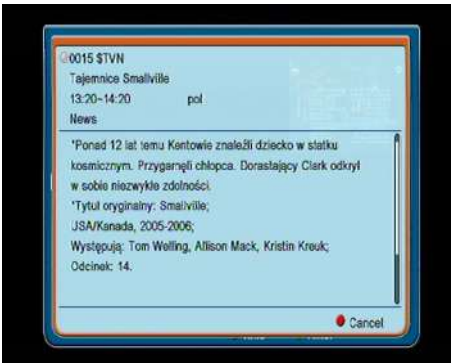 0015 $TVN
Tajemnice Smallville
13:20~14:20 pol
News
"Ponad 12 lat temu Kentowie znaleźli dziecko w statku
kosmicznym. Przygarnęli chłopca. Dorastający Clark odkrył
w sobie niezwykłe zdolności.
"Tytuł oryginalny: Smallville;
USA/Kanada, 2005-2006;
Występują: Tom Welling, Allison Mack, Kristin Kreuk;
Odcinek: 14.
Cancel